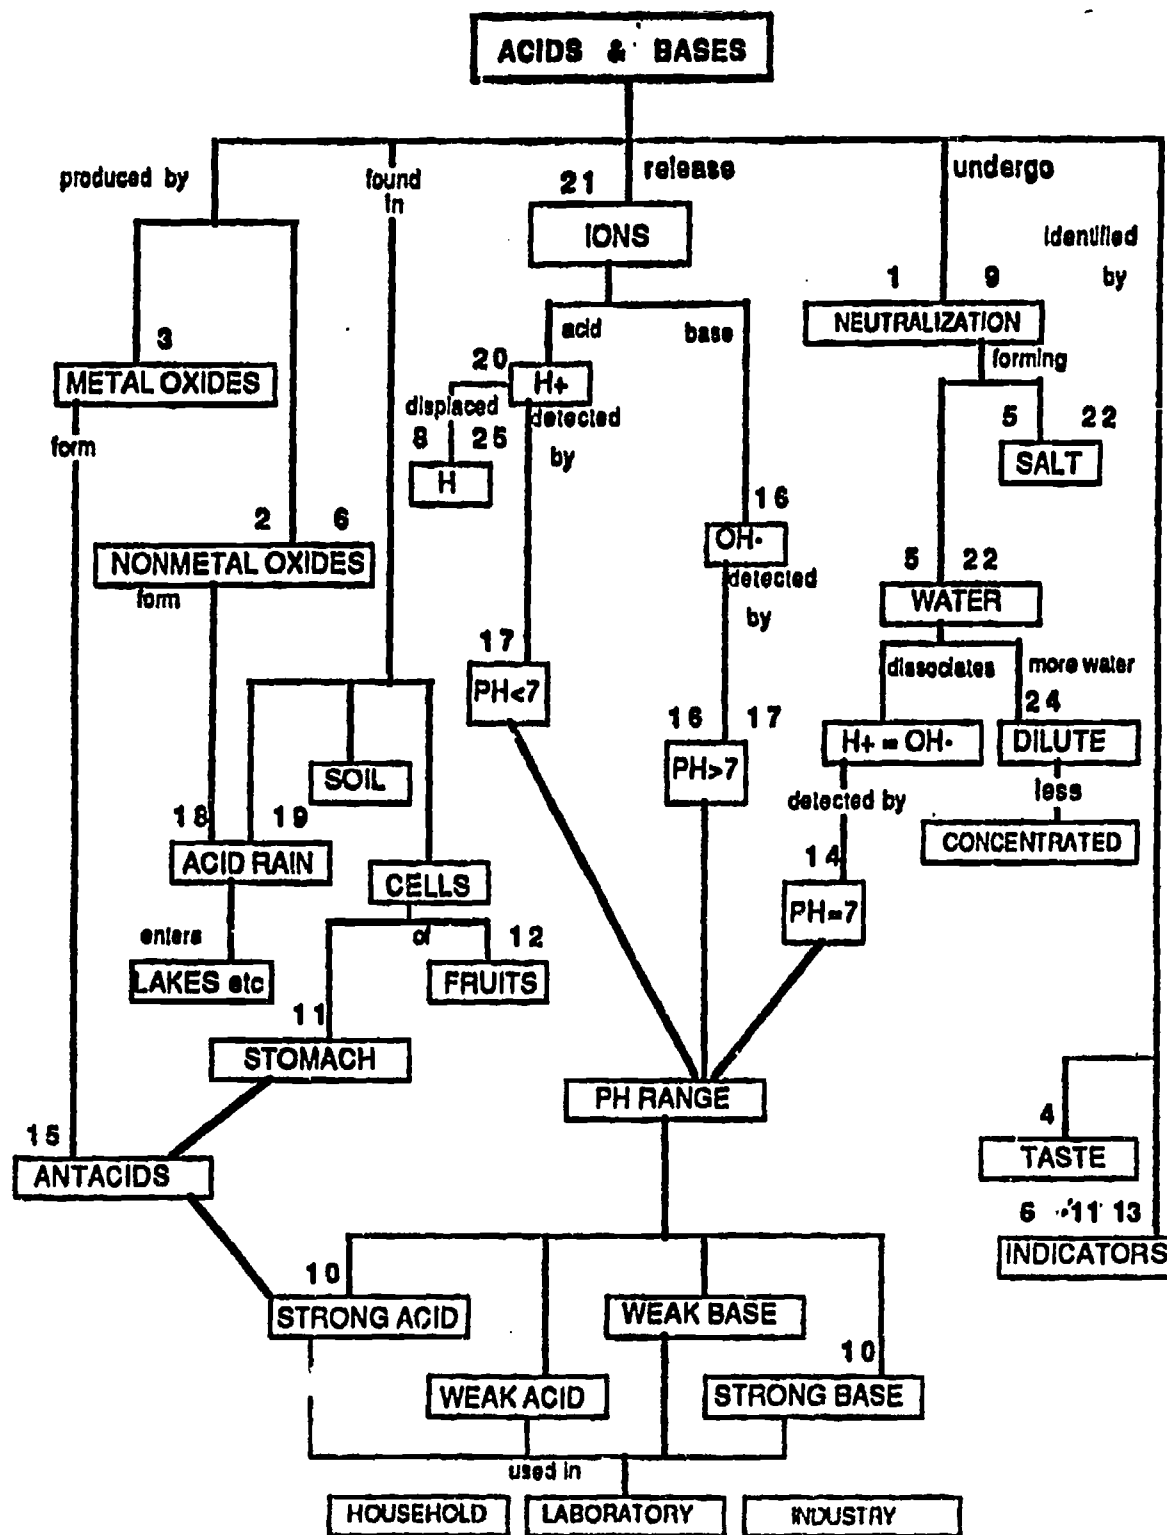 ACIDS & BASES
produced by
found
in
21
release
undergo
IONS
identified
by
1 9
NEUTRALIZATION
acid
base
forming
3
METAL OXIDES
20
H+
displaced
detected
by
8 25
H
5 22
SALT
form
16
OH-
detected
by
2 6
NONMETAL OXIDES
form
5 22
WATER
17
PH<7
dissociates
more water
24
16 17
PH>7
H+ = OH-
DILUTE
SOIL
detected by
less
18 19
ACID RAIN
CONCENTRATED
CELLS
14
PH=7
enters
of
12
LAKES etc
FRUITS
11
STOMACH
PH RANGE
15
ANTACIDS
4
TASTE
6 11 13
INDICATORS
10
STRONG ACID
WEAK BASE
10
WEAK ACID
STRONG BASE
used in
HOUSEHOLD
LABORATORY
INDUSTRY